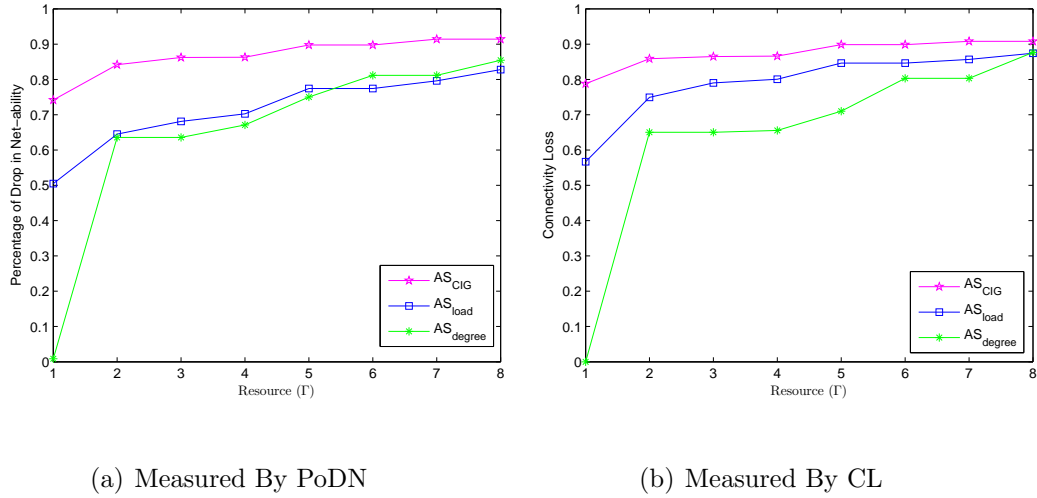 1
0.9
0.8
0.7
0.6
0.5
0.4
0.3
0.2
0.1
0
Percentage of Drop in Net−ability
1 2 3 4 5 6 7 8
Resource (Γ)
AS_CIG
AS_load
AS_degree
(a) Measured By PoDN
1
0.9
0.8
0.7
0.6
0.5
0.4
0.3
0.2
0.1
0
Connectivity Loss
1 2 3 4 5 6 7 8
Resource (Γ)
AS_CIG
AS_load
AS_degree
(b) Measured By CL